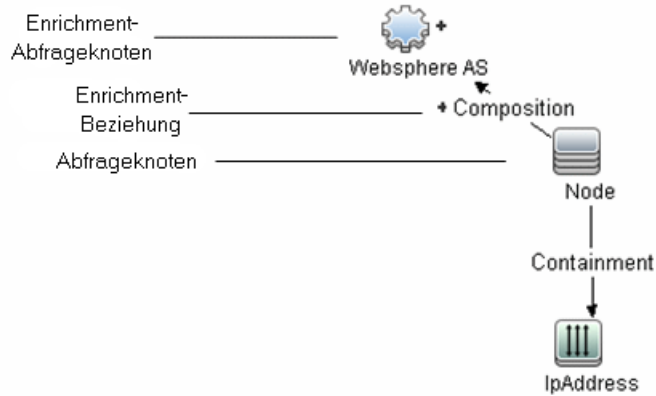 Enrichment-
Abfrageknoten
+
Websphere AS
Enrichment-
Beziehung
+ Composition
Abfrageknoten
Node
Containment
IpAddress